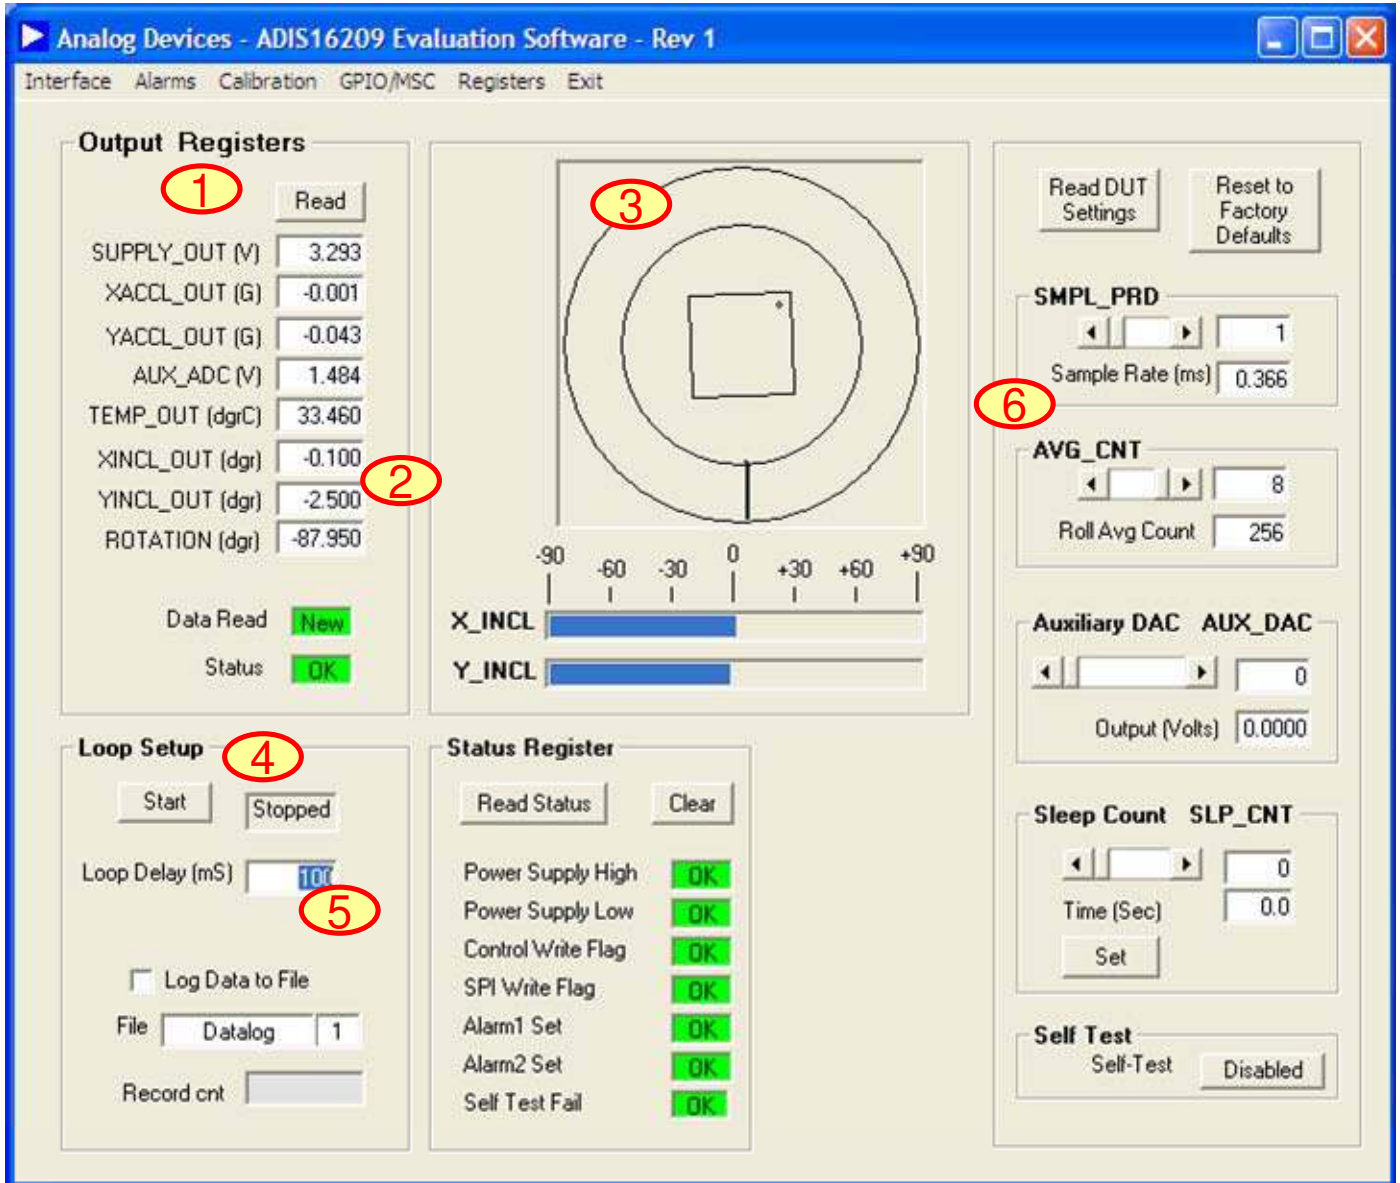 Analog Devices - ADIS16209 Evaluation Software - Rev 1
Interface Alarms Calibration GPIO/MSC Registers Exit
Output Registers
1
Read
SUPPLY_OUT (V) 3.293
XACCL_OUT (G) -0.001
YACCL_OUT (G) -0.043
AUX_ADC (V) 1.484
TEMP_OUT (dgrC) 33.460
XINCL_OUT (dgr) -0.100
2
YINCL_OUT (dgr) -2.500
ROTATION (dgr) -87.950
Data Read New
Status OK
3
-90 -60 -30 0 +30 +60 +90
X_INCL
Y_INCL
Loop Setup
4
Start Stopped
Loop Delay (mS) 100
5
Log Data to File
File Datalog 1
Record cnt
Status Register
Read Status Clear
Power Supply High OK
Power Supply Low OK
Control Write Flag OK
SPI Write Flag OK
Alarm1 Set OK
Alarm2 Set OK
Self Test Fail OK
Read DUT Settings
Reset to Factory Defaults
SMPL_PRD
1
Sample Rate (ms) 0.366
6
AVG_CNT
8
Roll Avg Count 256
Auxiliary DAC AUX_DAC
0
Output (Volts) 0.0000
Sleep Count SLP_CNT
0
Time (Sec) 0.0
Set
Self Test
Self-Test Disabled